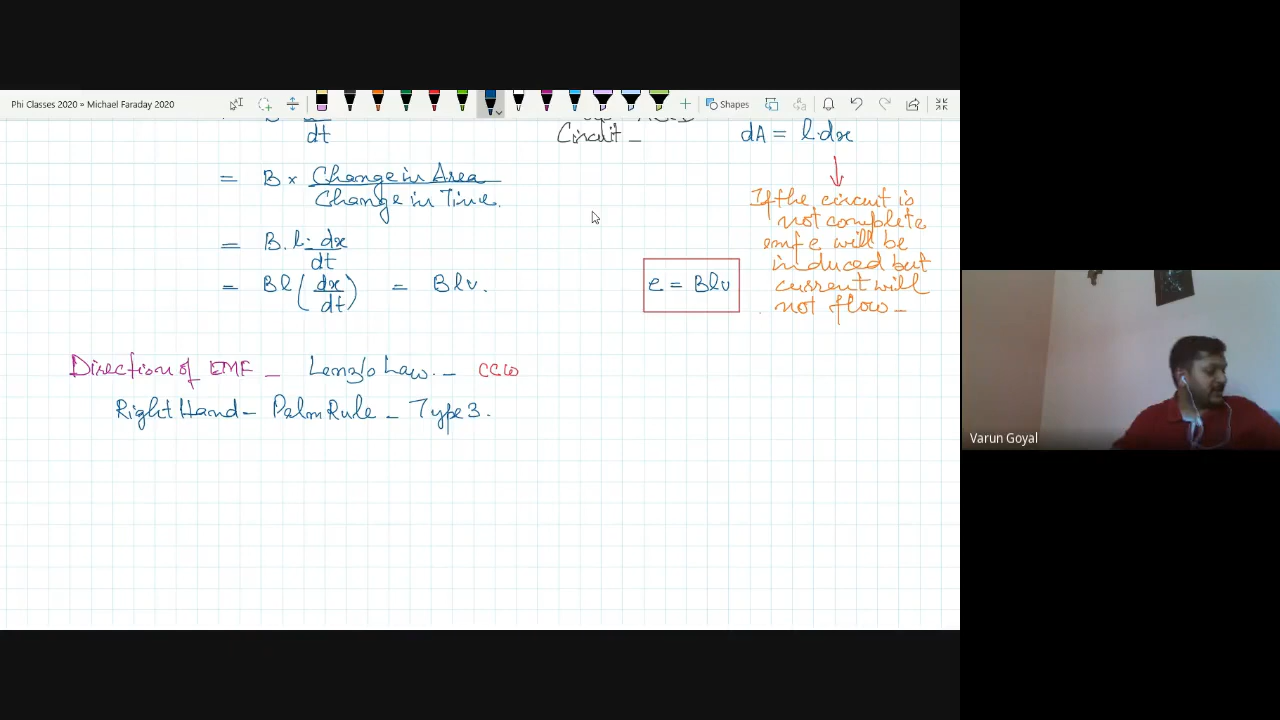 Phi Classes 2020 » Michael Faraday 2020
Shapes
dt
Circuit -
dA = l.dx
= B × Change in Area
Change in Time.
= B. l. dx
dt
= Bl (dx
dt) = Blv.
e = Blv
If the circuit is
not complete
emf e will be
induced but
current will
not flow -
Direction of EMF - Lenz's Law. - CCW
Right Hand - Palm Rule - Type 3.
Varun Goyal